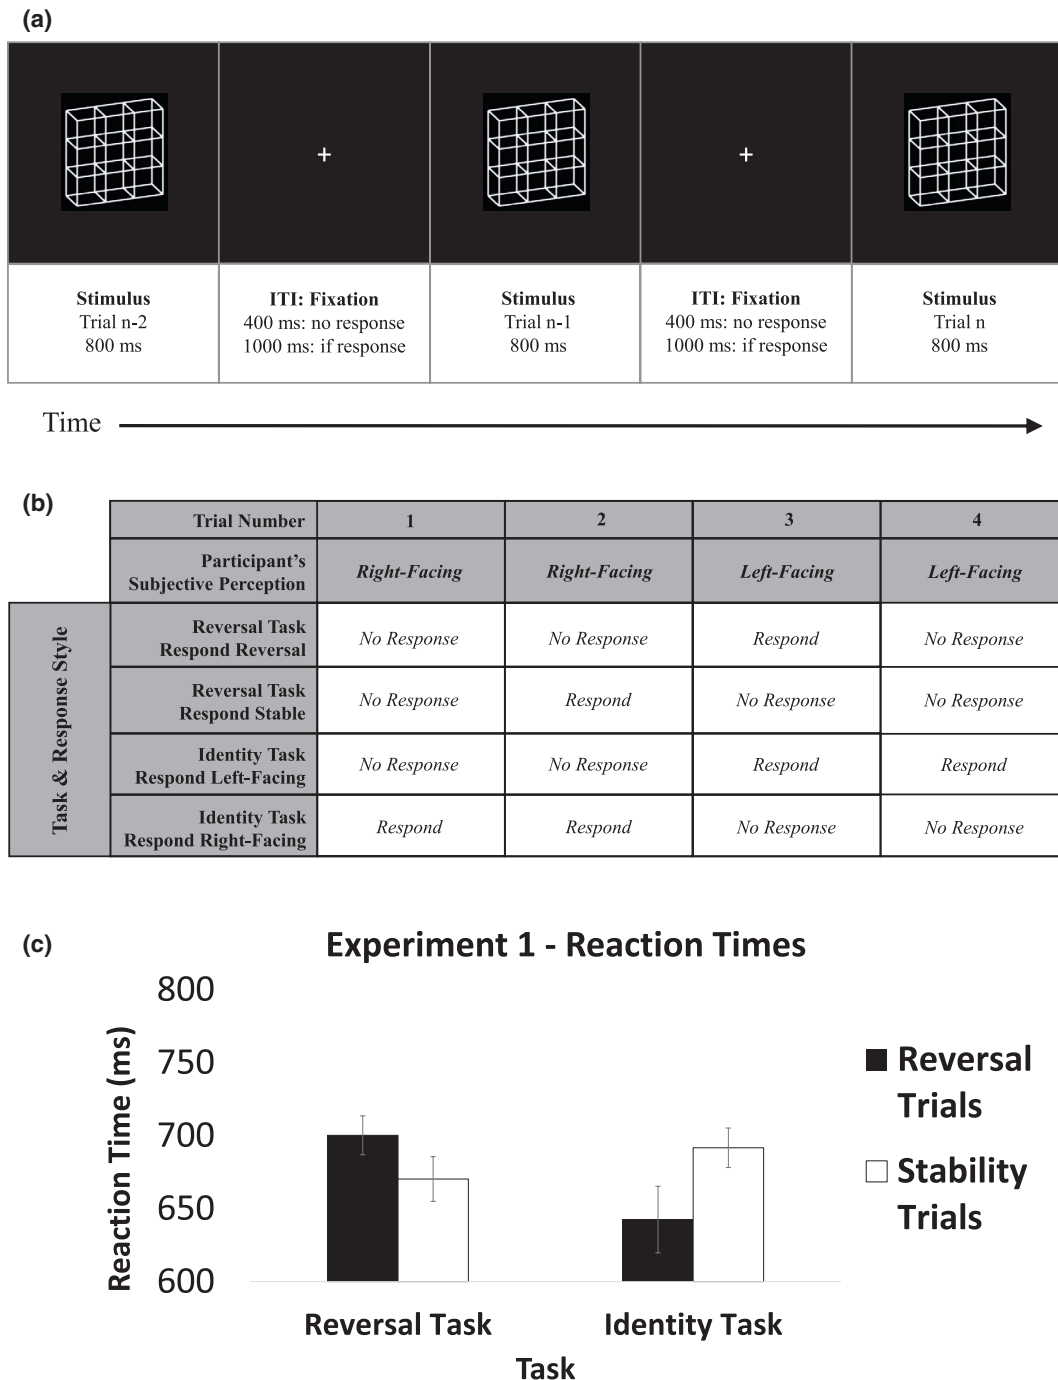 (a)
Stimulus
Trial n-2
800 ms
ITI: Fixation
400 ms: no response
1000 ms: if response
Stimulus
Trial n-1
800 ms
ITI: Fixation
400 ms: no response
1000 ms: if response
Stimulus
Trial n
800 ms
Time
(b)
Trial Number 1 2 3 4
Participant's
Subjective Perception
Right-Facing Right-Facing Left-Facing Left-Facing
Task & Response Style
Reversal Task
Respond Reversal
No Response No Response Respond No Response
Reversal Task
Respond Stable
No Response Respond No Response No Response
Identity Task
Respond Left-Facing
No Response No Response Respond Respond
Identity Task
Respond Right-Facing
Respond Respond No Response No Response
(c)
Experiment 1 - Reaction Times
Reaction Time (ms)
800
750
700
650
600
Reversal Task Identity Task
Task
Reversal
Trials
Stability
Trials